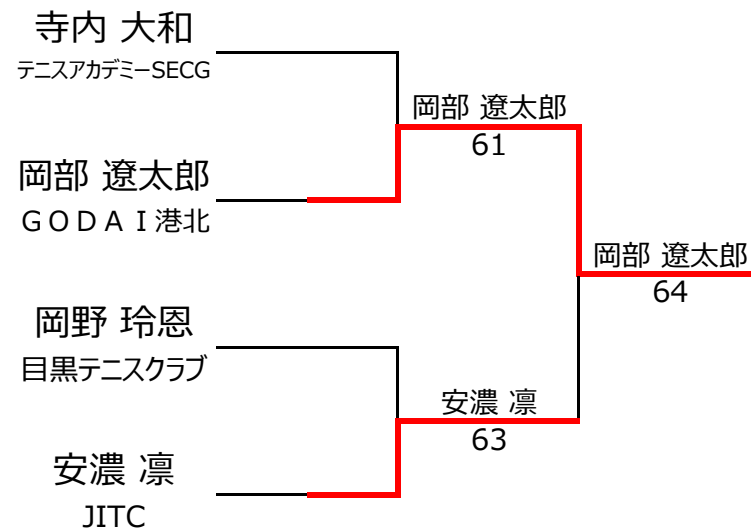 寺内 大和
テニスアカデミーSECG
岡部 遼太郎
61
岡部 遼太郎
ＧＯＤＡＩ港北
岡部 遼太郎
64
岡野 玲恩
目黒テニスクラブ
安濃 凛
63
安濃 凛
JITC